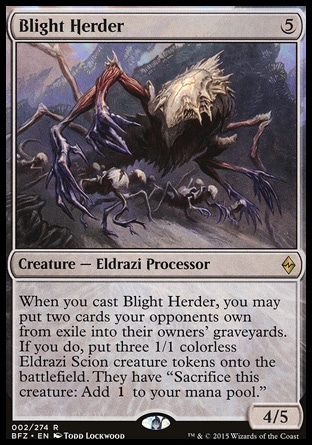 Blight Herder 5
Creature — Eldrazi Processor
When you cast Blight Herder, you may
put two cards your opponents own
from exile into their owners' graveyards.
If you do, put three 1/1 colorless
Eldrazi Scion creature tokens onto the
battlefield. They have “Sacrifice this
creature: Add 1 to your mana pool.”
4/5
002/274 R
BFZ • EN Todd Lockwood
™ & © 2015 Wizards of the Coast